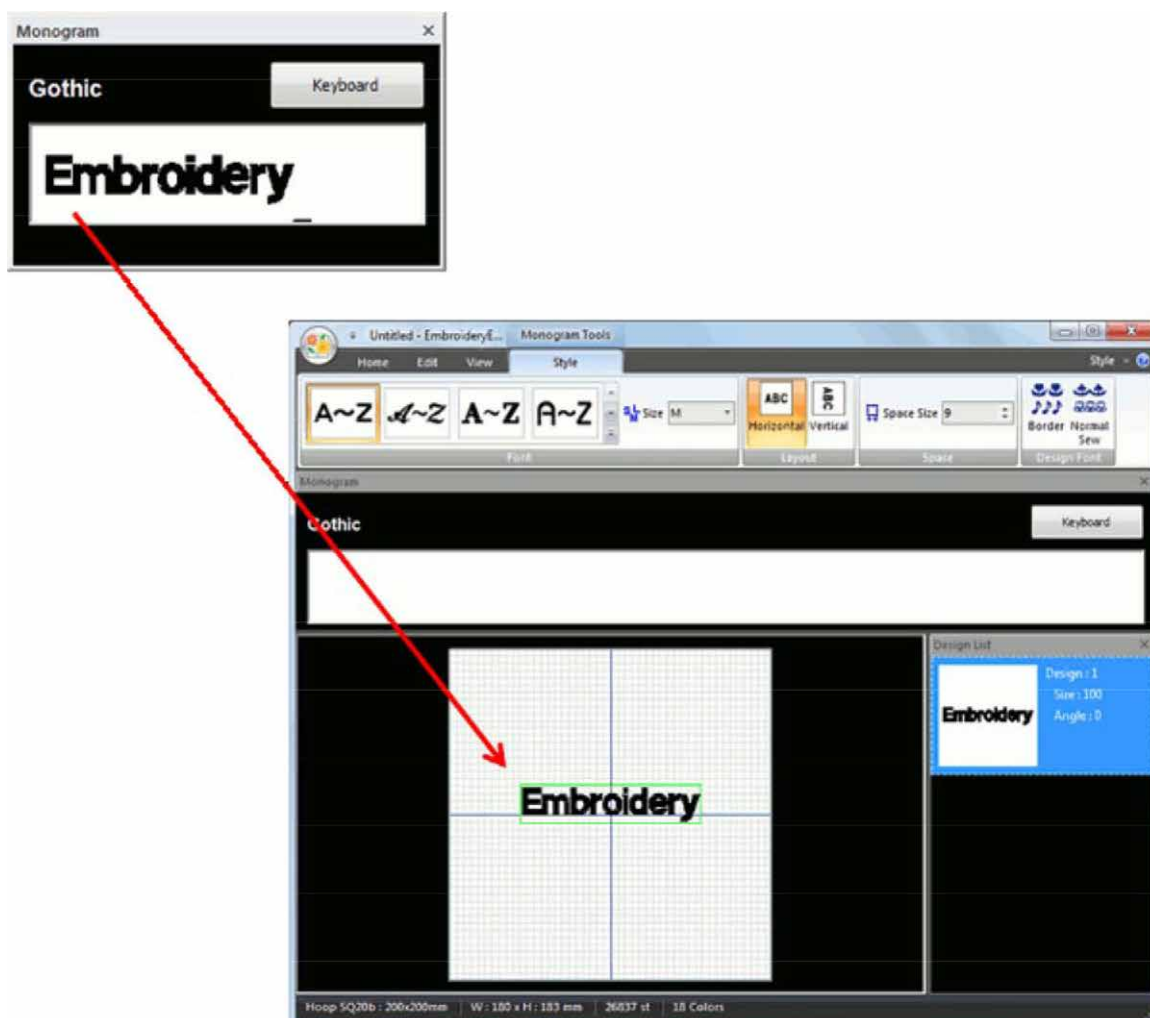 Monogram
Gothic
Keyboard
Embroidery
Untitled - EmbroideryE... Monogram Tools
Home Edit View Style Style
A~Z A~Z A~Z A~Z Size M ABC ABC Space Size 9
Horizontal Vertical Border Normal Sew
Font Layout Space Design Font
Monogram
Gothic
Keyboard
Design List
Design : 1
Size : 100
Angle : 0
Embroidery
Embroidery
Hoop SQ20b : 200x200mm W : 180 x H : 183 mm 26837 st 18 Colors